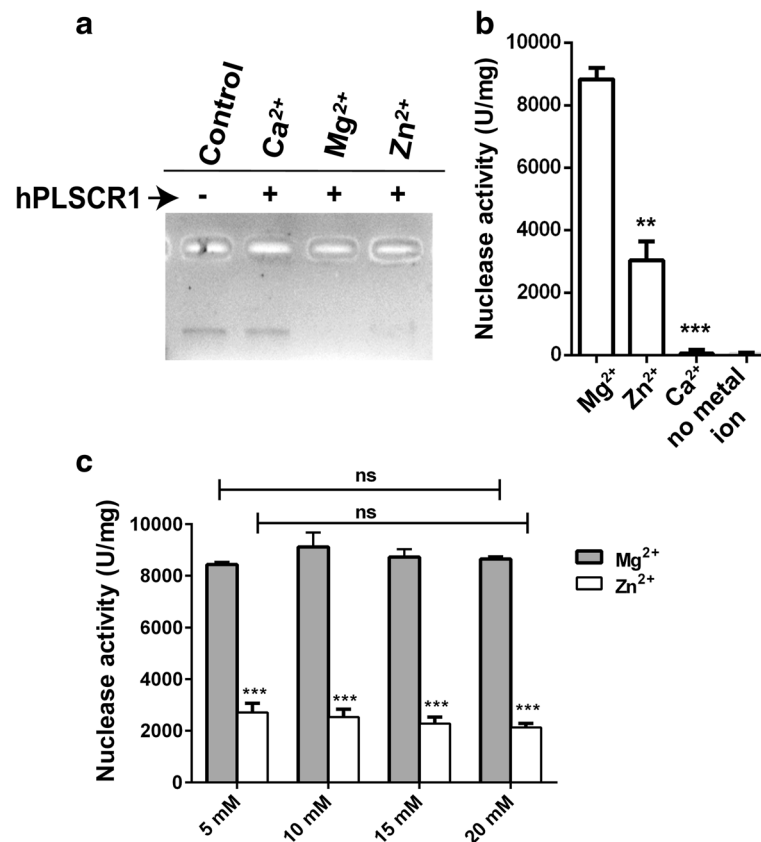 a
Control Ca²⁺ Mg²⁺ Zn²⁺
hPLSCR1 - + + +
b
Nuclease activity (U/mg)
10000
8000
6000
4000
2000
0
**
***
Mg²⁺
Zn²⁺
Ca²⁺
no metal
ion
c
ns
ns
Nuclease activity (U/mg)
10000
8000
6000
4000
2000
0
*** *** *** ***
5 mM 10 mM 15 mM 20 mM
Mg²⁺
Zn²⁺